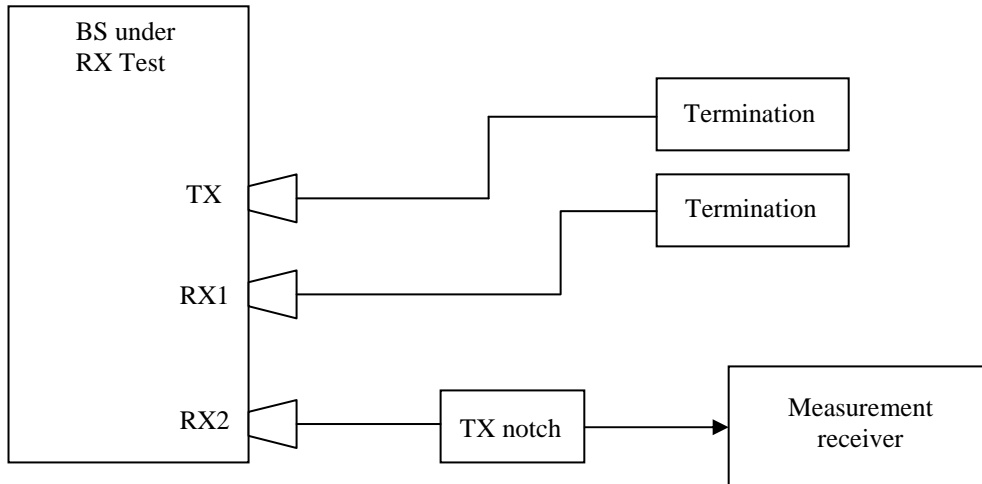 BS under
RX Test
Termination
TX
Termination
RX1
RX2
TX notch
Measurement
receiver